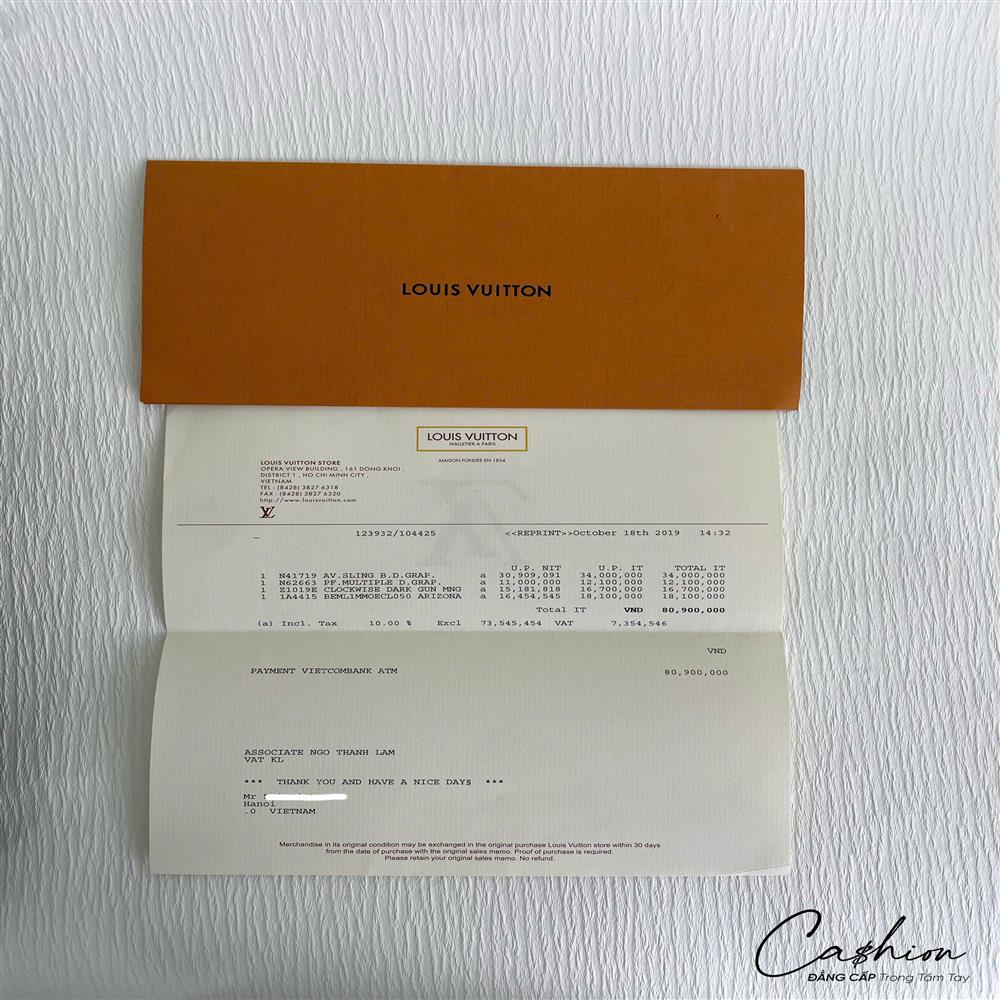 LOUIS VUITTON
LOUIS VUITTON
MALLETIER A PARIS
MAISON FONDÉE EN 1854
LOUIS VUITTON STORE
OPERA VIEW BUILDING , 161 DONG KHOI ,
DISTRICT 1 , HO CHI MINH CITY ,
VIETNAM
TEL : (8428) 3827 6318
FAX : (8428) 3827 6320
http://www.louisvuitton.com
LV
123932/104425 <<REPRINT>>October 18th 2019 14:32
U.P. NIT U.P. IT TOTAL IT
1 N41719 AV.SLING B.D.GRAP. a 30,909,091 34,000,000 34,000,000
1 N62663 PF.MULTIPLE D.GRAP. a 11,000,000 12,100,000 12,100,000
1 Z1019E CLOCKWISE DARK GUN MNG a 15,181,818 16,700,000 16,700,000
1 1A4415 BEML1MMOECL050 ARIZONA a 16,454,545 18,100,000 18,100,000
Total IT VND 80,900,000
(a) Incl. Tax 10.00 % Excl 73,545,454 VAT 7,354,546
VND
PAYMENT VIETCOMBANK ATM 80,900,000
ASSOCIATE NGO THANH LAM
VAT KL
*** THANK YOU AND HAVE A NICE DAY§ ***
Mr
Hanoi
.0 VIETNAM
Merchandise in its original condition may be exchanged in the original purchase Louis Vuitton store within 30 days
from the date of purchase with the original sales memo. Proof of purchase is required.
Please retain your original sales memo. No refund.
Ca$hion
ĐẲNG CẤP Trong Tầm Tay